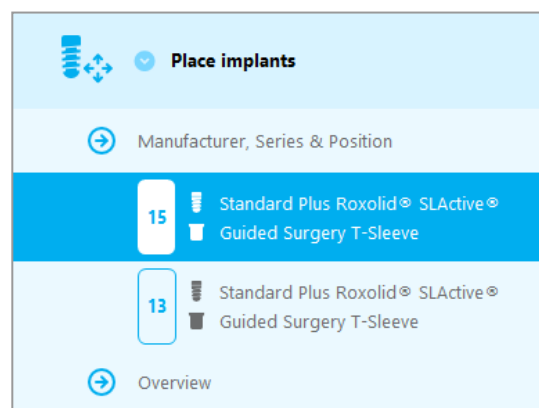 Place implants
Manufacturer, Series & Position
15
Standard Plus Roxolid® SLActive®
Guided Surgery T-Sleeve
13
Standard Plus Roxolid® SLActive®
Guided Surgery T-Sleeve
Overview